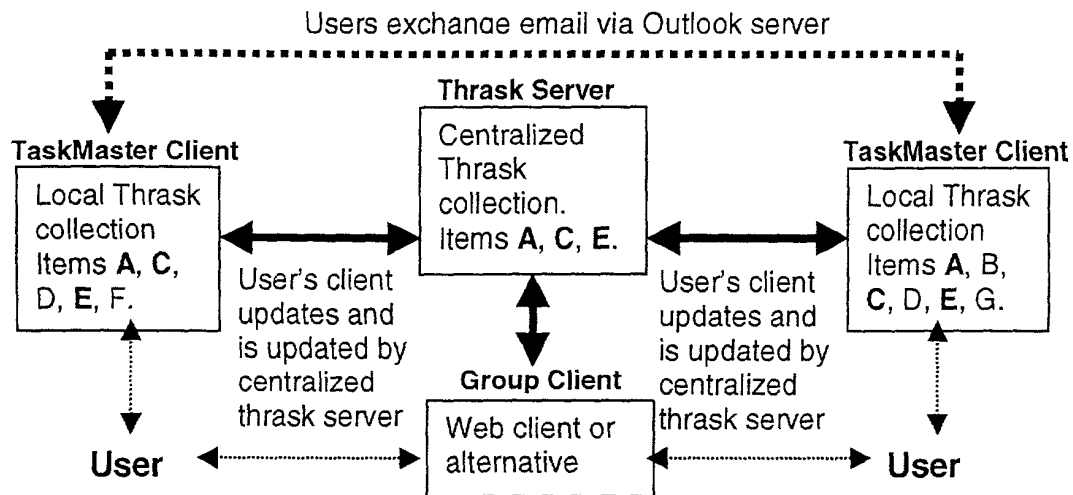 Users exchange email via Outlook server
Thrask Server
Centralized
Thrask
collection.
Items A, C, E.
TaskMaster Client
Local Thrask
collection
Items A, C,
D, E, F.
TaskMaster Client
Local Thrask
collection
Items A, B,
C, D, E, G.
User's client
updates and
is updated by
centralized
thrask server
User's client
updates and
is updated by
centralized
thrask server
Group Client
Web client or
alternative
User
User